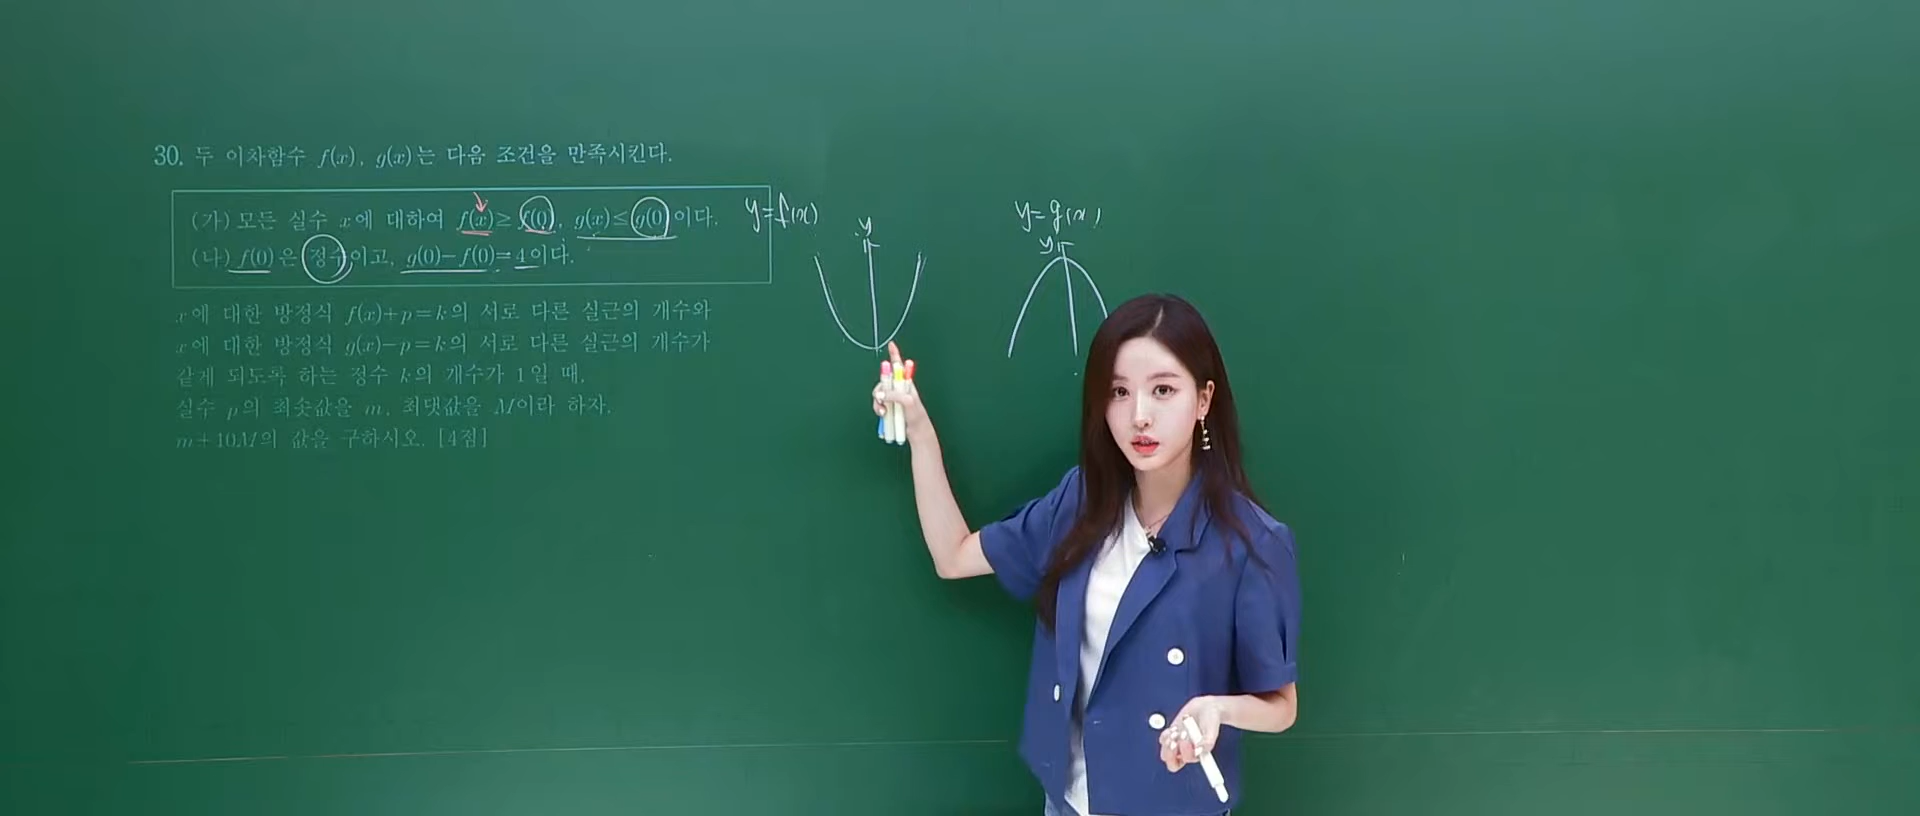 30. 두 이차함수 f(x), g(x)는 다음 조건을 만족시킨다.
(가) 모든 실수 x에 대하여 f(x)≥f(0), g(x)≤g(0)이다.
(나) f(0)은 정수이고, g(0)-f(0)=4이다.
x에 대한 방정식 f(x)+p=k의 서로 다른 실근의 개수와
x에 대한 방정식 g(x)-p=k의 서로 다른 실근의 개수가
같게 되도록 하는 정수 k의 개수가 1일 때,
실수 p의 최솟값을 m, 최댓값을 M이라 하자.
m+10M의 값을 구하시오. [4점]
y=f(x)
y
y=g(x)
y